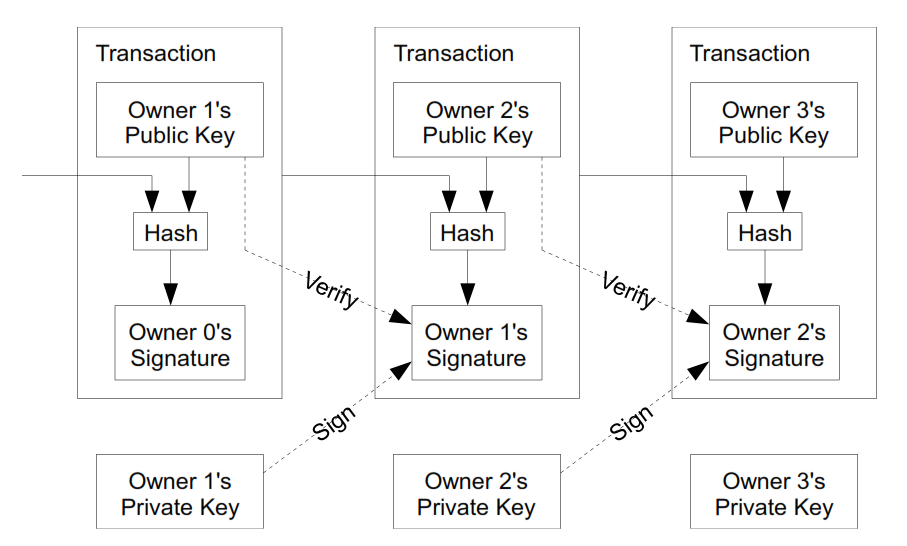 Transaction
Transaction
Transaction
Owner 1's
Public Key
Owner 2's
Public Key
Owner 3's
Public Key
Hash
Hash
Hash
Verify
Verify
Owner 0's
Signature
Owner 1's
Signature
Owner 2's
Signature
Sign
Sign
Owner 1's
Private Key
Owner 2's
Private Key
Owner 3's
Private Key